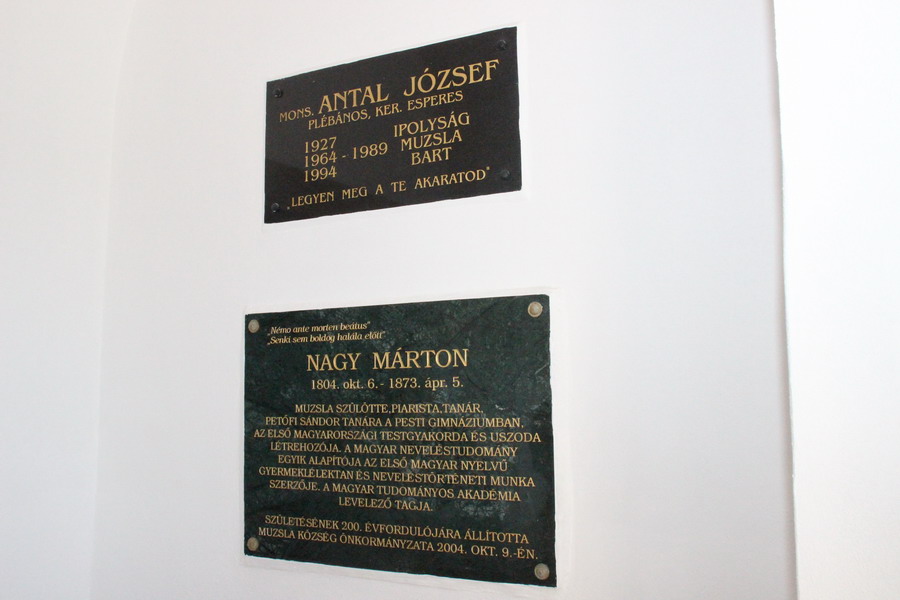 MONS. ANTAL JÓZSEF
PLÉBÁNOS, KER. ESPERES
1927 IPOLYSÁG
1964 - 1989 MUZSLA
1994 BART
„LEGYEN MEG A TE AKARATOD"
„Némo ante morten beátus"
„Senki sem boldog halála előtt"
NAGY MÁRTON
1804. okt. 6. - 1873. ápr. 5.
MUZSLA SZÜLÖTTE, PIARISTA, TANÁR,
PETŐFI SÁNDOR TANÁRA A PESTI GIMNÁZIUMBAN,
AZ ELSŐ MAGYARORSZÁGI TESTGYAKORDA ÉS USZODA
LÉTREHOZÓJA. A MAGYAR NEVELÉSTUDOMÁNY
EGYIK ALAPÍTÓJA AZ ELSŐ MAGYAR NYELVŰ
GYERMEKLÉLEKTAN ÉS NEVELÉSTÖRTÉNETI MUNKA
SZERZŐJE. A MAGYAR TUDOMÁNYOS AKADÉMIA
LEVELEZŐ TAGJA.
SZÜLETÉSÉNEK 200. ÉVFORDULÓJÁRA ÁLLÍTOTTA
MUZSLA KÖZSÉG ÖNKORMÁNYZATA 2004. OKT. 9.-ÉN.